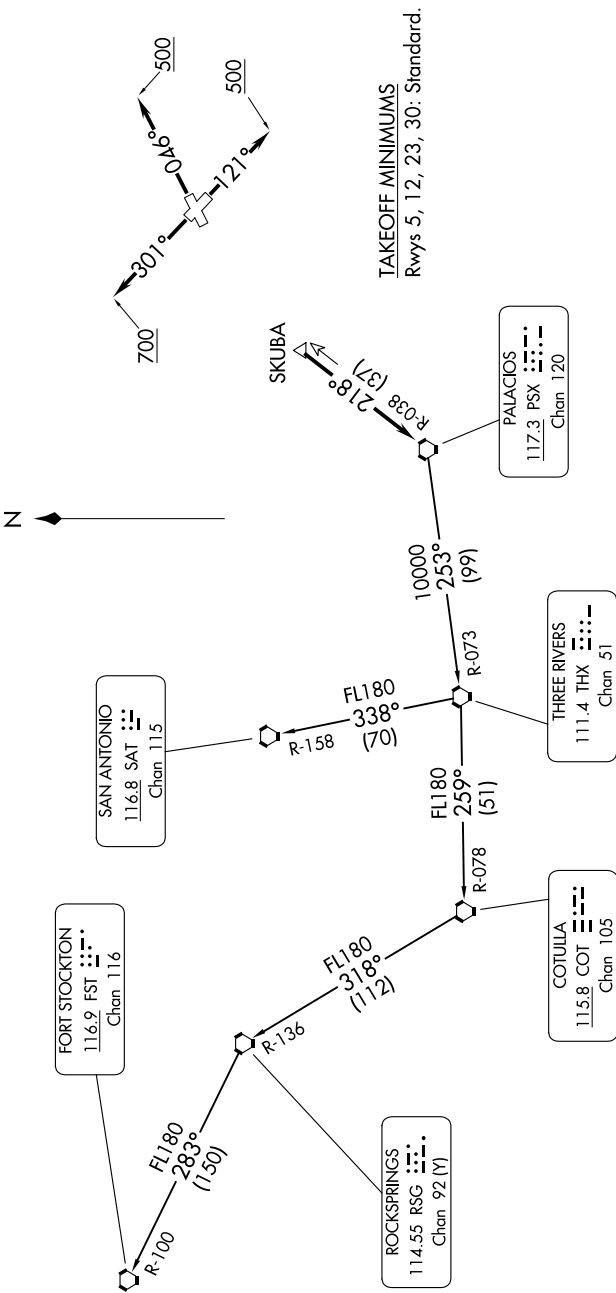 N
700
301°
046°
500
121°
500
TAKEOFF MINIMUMS
Rwys 5, 12, 23, 30: Standard.
SKUBA
218°
R-038
(37)
PALACIOS
117.3 PSX
Chan 120
10000
253°
(99)
R-073
THREE RIVERS
111.4 THX
Chan 51
SAN ANTONIO
116.8 SAT
Chan 115
FL180
338°
(70)
R-158
FL180
259°
(51)
R-078
COTULLA
115.8 COT
Chan 105
FL180
318°
(112)
R-136
ROCKSPRINGS
114.55 RSG
Chan 92 (Y)
FORT STOCKTON
116.9 FST
Chan 116
FL180
283°
(150)
R-100